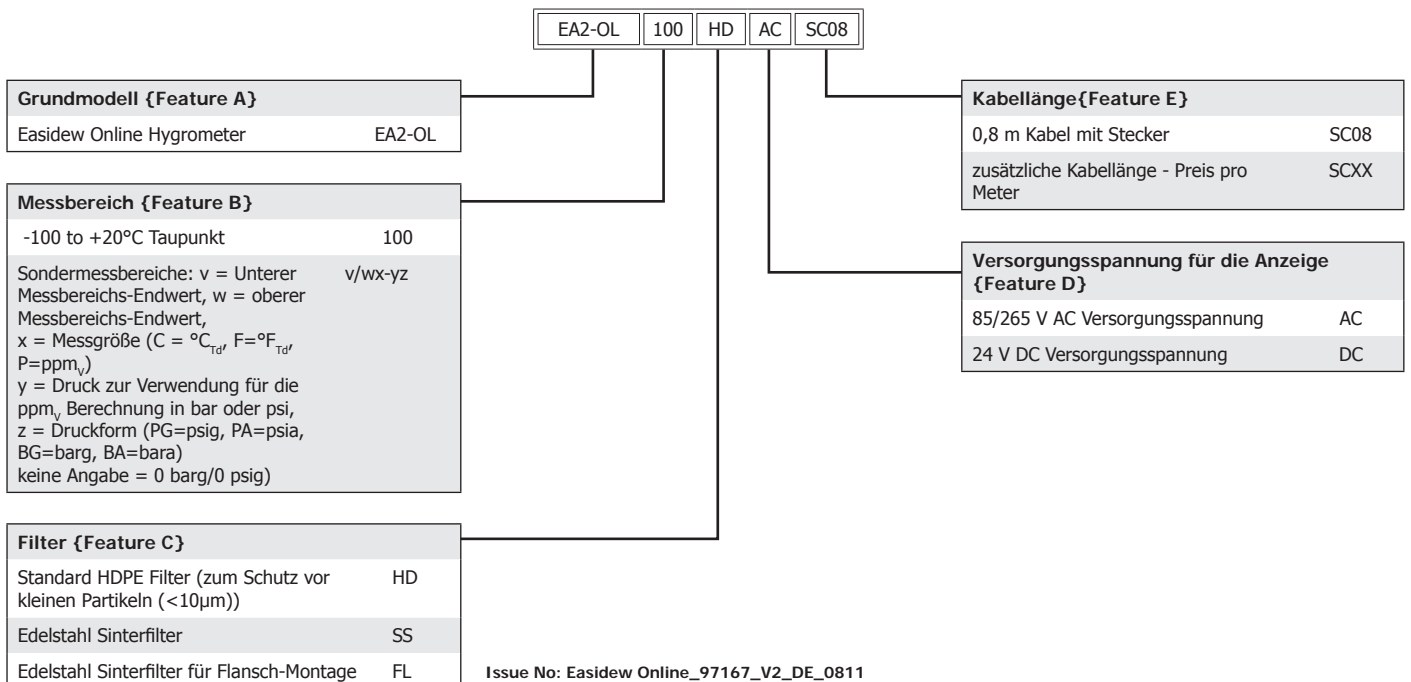 EA2-OL 100 HD AC SC08
Grundmodell {Feature A}
Easidew Online Hygrometer EA2-OL
Messbereich {Feature B}
-100 to +20°C Taupunkt 100
Sondermessbereiche: v = Unterer v/wx-yz
Messbereichs-Endwert, w = oberer
Messbereichs-Endwert,
x = Messgröße (C = °C_Td, F=°F_Td,
P=ppm_V)
y = Druck zur Verwendung für die
ppm_V Berechnung in bar oder psi,
z = Druckform (PG=psig, PA=psia,
BG=barg, BA=bara)
keine Angabe = 0 barg/0 psig)
Filter {Feature C}
Standard HDPE Filter (zum Schutz vor HD
kleinen Partikeln (<10µm))
Edelstahl Sinterfilter SS
Edelstahl Sinterfilter für Flansch-Montage FL
Kabellänge{Feature E}
0,8 m Kabel mit Stecker SC08
zusätzliche Kabellänge - Preis pro SCXX
Meter
Versorgungsspannung für die Anzeige
{Feature D}
85/265 V AC Versorgungsspannung AC
24 V DC Versorgungsspannung DC
Issue No: Easidew Online_97167_V2_DE_0811